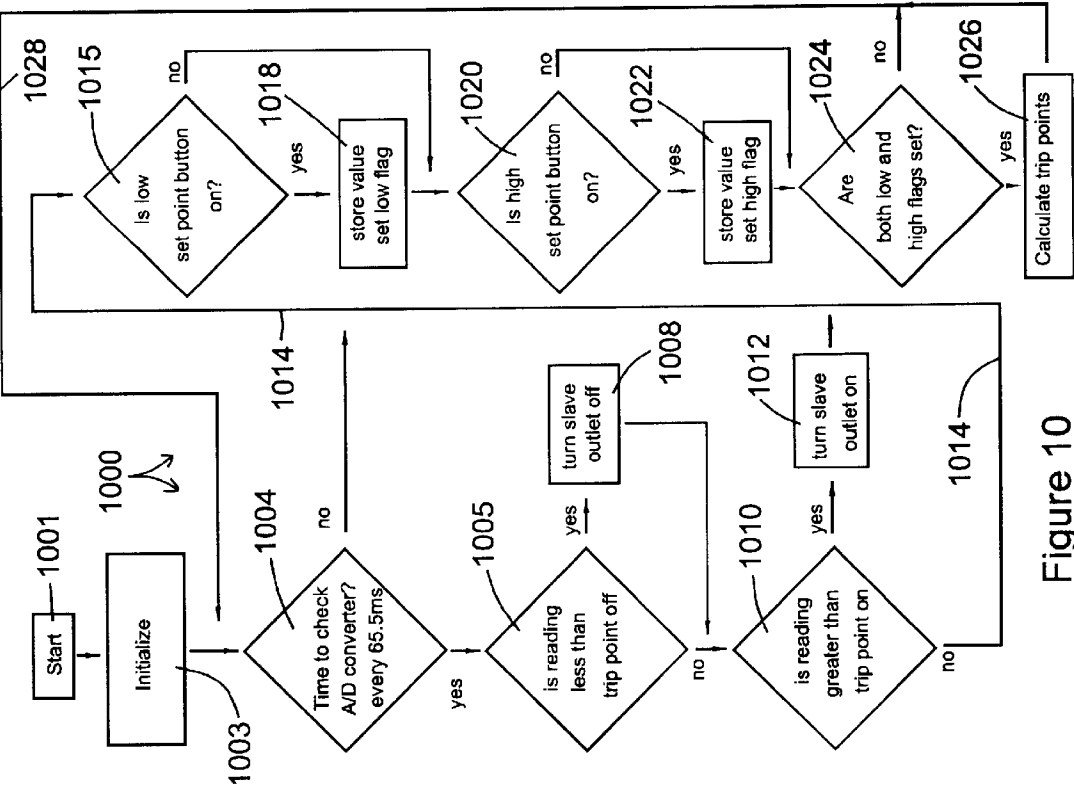 Start
1001
1000
Initialize
1003
Time to check
A/D converter?
every 65.5ms
1004
no
yes
is reading
less than
trip point off
1005
yes
turn slave
outlet off
1008
no
is reading
greater than
trip point on
1010
yes
turn slave
outlet on
1012
no
1014
1014
1028
Is low
set point button
on?
1015
no
yes
store value
set low flag
1018
Is high
set point button
on?
1020
no
yes
store value
set high flag
1022
Are
both low and
high flags set?
1024
no
yes
Calculate trip points
1026
Figure 10